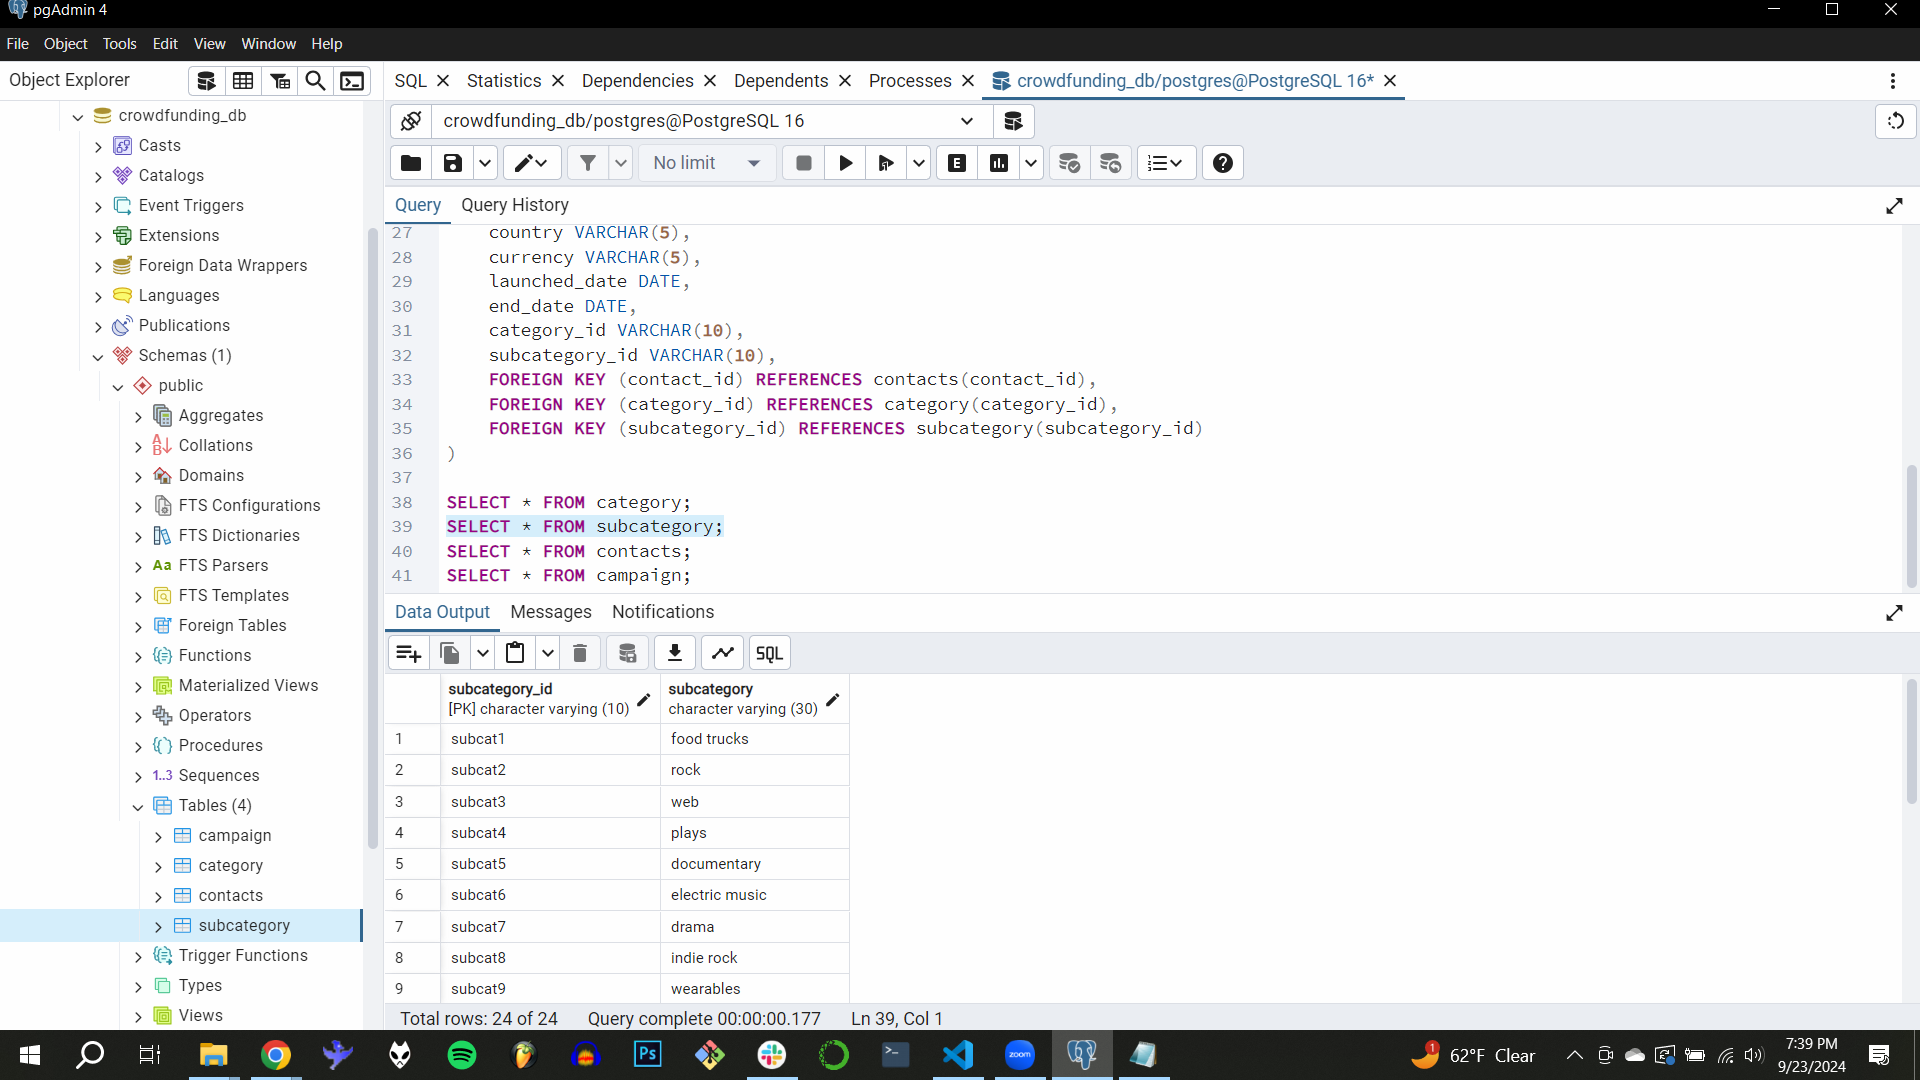 pgAdmin 4
File Object Tools Edit View Window Help
Object Explorer
SQL Statistics Dependencies Dependents Processes crowdfunding_db/postgres@PostgreSQL 16*
crowdfunding_db
Casts
Catalogs
Event Triggers
Extensions
Foreign Data Wrappers
Languages
Publications
Schemas (1)
public
Aggregates
Collations
Domains
FTS Configurations
FTS Dictionaries
Aa FTS Parsers
FTS Templates
Foreign Tables
Functions
Materialized Views
Operators
Procedures
1..3 Sequences
Tables (4)
campaign
category
contacts
subcategory
Trigger Functions
Types
Views
crowdfunding_db/postgres@PostgreSQL 16
No limit
E
Query Query History
27 country VARCHAR(5),
28 currency VARCHAR(5),
29 launched_date DATE,
30 end_date DATE,
31 category_id VARCHAR(10),
32 subcategory_id VARCHAR(10),
33 FOREIGN KEY (contact_id) REFERENCES contacts(contact_id),
34 FOREIGN KEY (category_id) REFERENCES category(category_id),
35 FOREIGN KEY (subcategory_id) REFERENCES subcategory(subcategory_id)
36 )
37
38 SELECT * FROM category;
39 SELECT * FROM subcategory;
40 SELECT * FROM contacts;
41 SELECT * FROM campaign;
Data Output Messages Notifications
SQL
subcategory_id subcategory
[PK] character varying (10) character varying (30)
1 subcat1 food trucks
2 subcat2 rock
3 subcat3 web
4 subcat4 plays
5 subcat5 documentary
6 subcat6 electric music
7 subcat7 drama
8 subcat8 indie rock
9 subcat9 wearables
Total rows: 24 of 24 Query complete 00:00:00.177 Ln 39, Col 1
Ps
zoom
1
62°F Clear
7:39 PM
9/23/2024